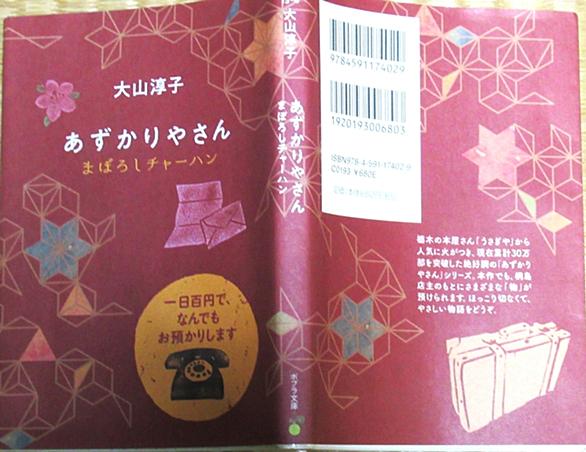 大山淳子
あずかりやさん
まぼろしチャーハン
一日百円で、
なんでも
お預かりします
大山淳子
あずかりやさん
まぼろしチャーハン
ポプラ文庫
9784591174029
1920193006803
ISBN978-4-591-17402-9
C0193 ¥680E
栃木の本屋さん「うさぎや」から
人気に火がつき、現在累計30万
部を突破した絶好調の「あずかり
やさん」シリーズ。本作でも、桐島
店主のもとにさまざまな「物」が
預けられます。ほっこり切なくて、
やさしい物語をどうぞ。